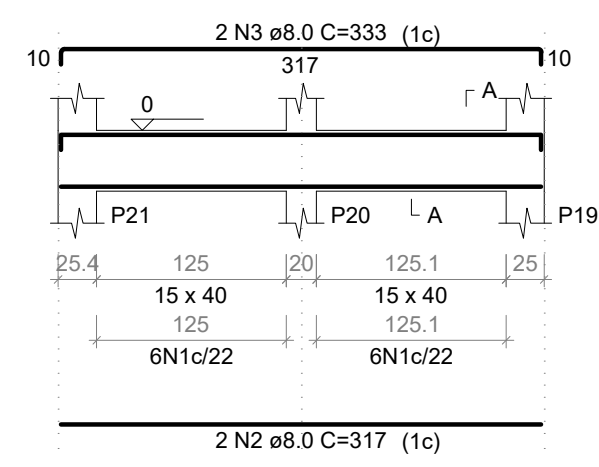 2 N3 ø8.0 C=333 (1c)
10 317 10
A
0
P21 P20 A P19
25.4 125 20 125.1 25
15 x 40 15 x 40
125 125.1
6N1c/22 6N1c/22
2 N2 ø8.0 C=317 (1c)